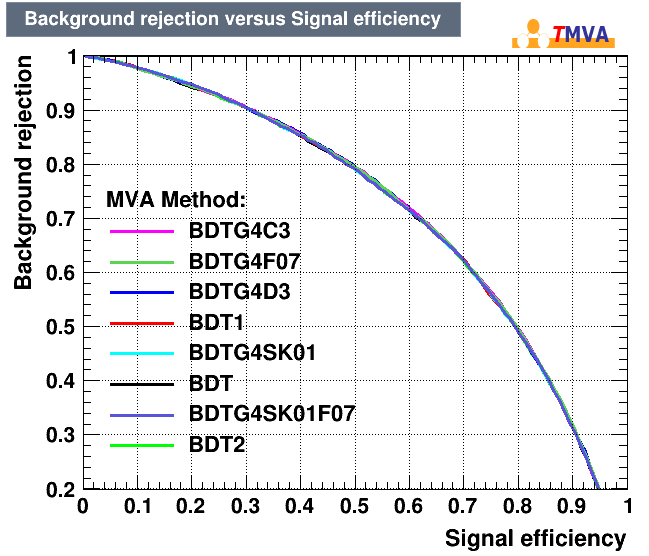 Background rejection versus Signal efficiency
TMVA
Background rejection
1
0.9
0.8
0.7
0.6
0.5
0.4
0.3
0.2
MVA Method:
BDTG4C3
BDTG4F07
BDTG4D3
BDT1
BDTG4SK01
BDT
BDTG4SK01F07
BDT2
0 0.1 0.2 0.3 0.4 0.5 0.6 0.7 0.8 0.9 1
Signal efficiency